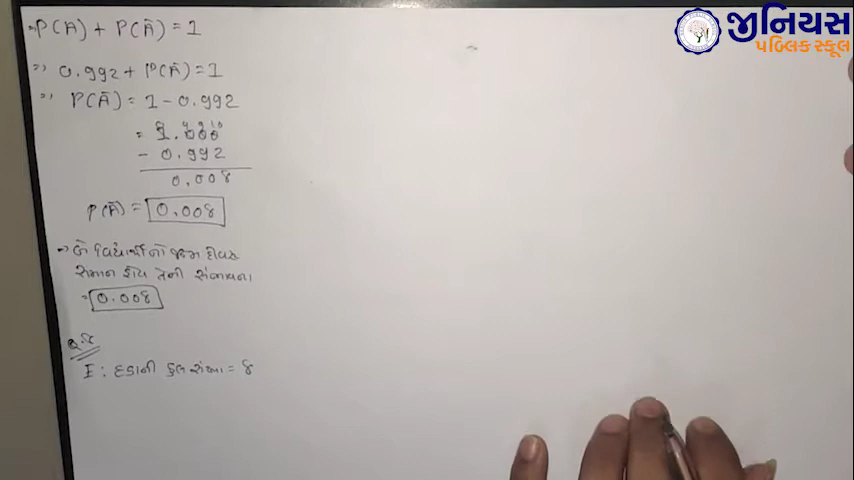 જીનિયસ
પબ્લિક સ્કૂલ
P(A) + P(Ā) = 1
=> 0.992 + P(Ā) = 1
=> P(Ā) = 1 - 0.992
= 1.000
- 0.992
0.008
P(Ā) = 0.008
-> બે વિદ્યાર્થીનો જન્મ દિવસ
સમાન હોય તેની સંભાવના
= 0.008
I : દડાની કુલ સંખ્યા = 8